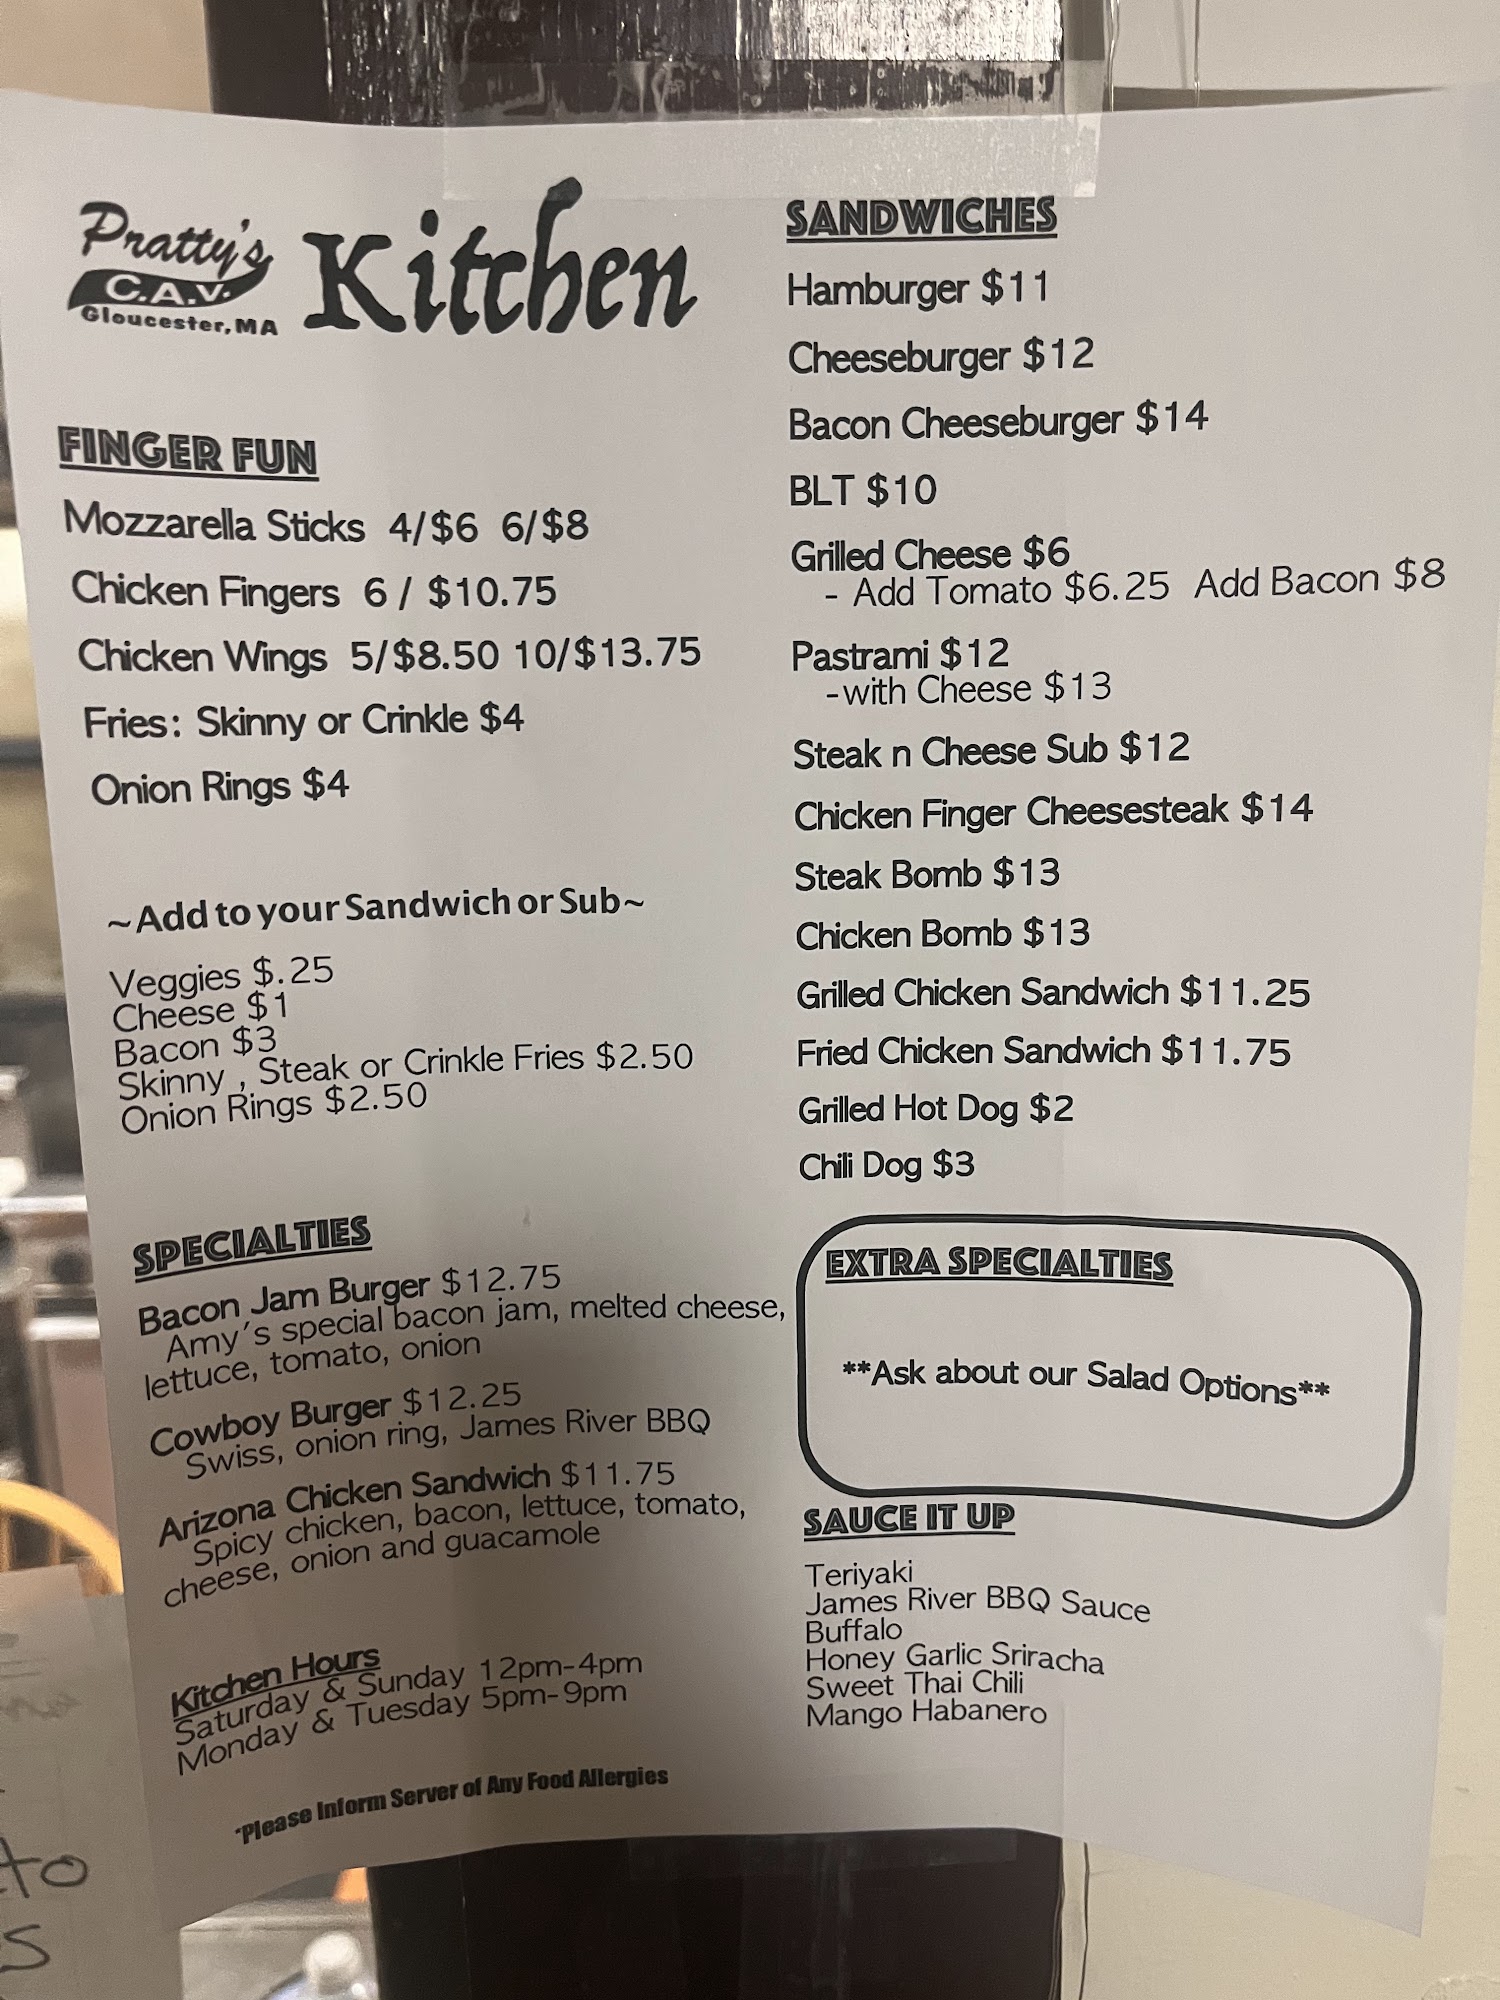 Pratty's
C.A.V.
Gloucester, MA
Kitchen
FINGER FUN
Mozzarella Sticks 4/$6 6/$8
Chicken Fingers 6 / $10.75
Chicken Wings 5/$8.50 10/$13.75
Fries: Skinny or Crinkle $4
Onion Rings $4
~Add to your Sandwich or Sub~
Veggies $.25
Cheese $1
Bacon $3
Skinny , Steak or Crinkle Fries $2.50
Onion Rings $2.50
SPECIALTIES
Bacon Jam Burger $12.75
Amy's special bacon jam, melted cheese,
lettuce, tomato, onion
Cowboy Burger $12.25
Swiss, onion ring, James River BBQ
Arizona Chicken Sandwich $11.75
Spicy chicken, bacon, lettuce, tomato,
cheese, onion and guacamole
Kitchen Hours
Saturday & Sunday 12pm-4pm
Monday & Tuesday 5pm-9pm
*Please Inform Server of Any Food Allergies
SANDWICHES
Hamburger $11
Cheeseburger $12
Bacon Cheeseburger $14
BLT $10
Grilled Cheese $6
- Add Tomato $6.25 Add Bacon $8
Pastrami $12
-with Cheese $13
Steak n Cheese Sub $12
Chicken Finger Cheesesteak $14
Steak Bomb $13
Chicken Bomb $13
Grilled Chicken Sandwich $11.25
Fried Chicken Sandwich $11.75
Grilled Hot Dog $2
Chili Dog $3
EXTRA SPECIALTIES
**Ask about our Salad Options**
SAUCE IT UP
Teriyaki
James River BBQ Sauce
Buffalo
Honey Garlic Sriracha
Sweet Thai Chili
Mango Habanero
to